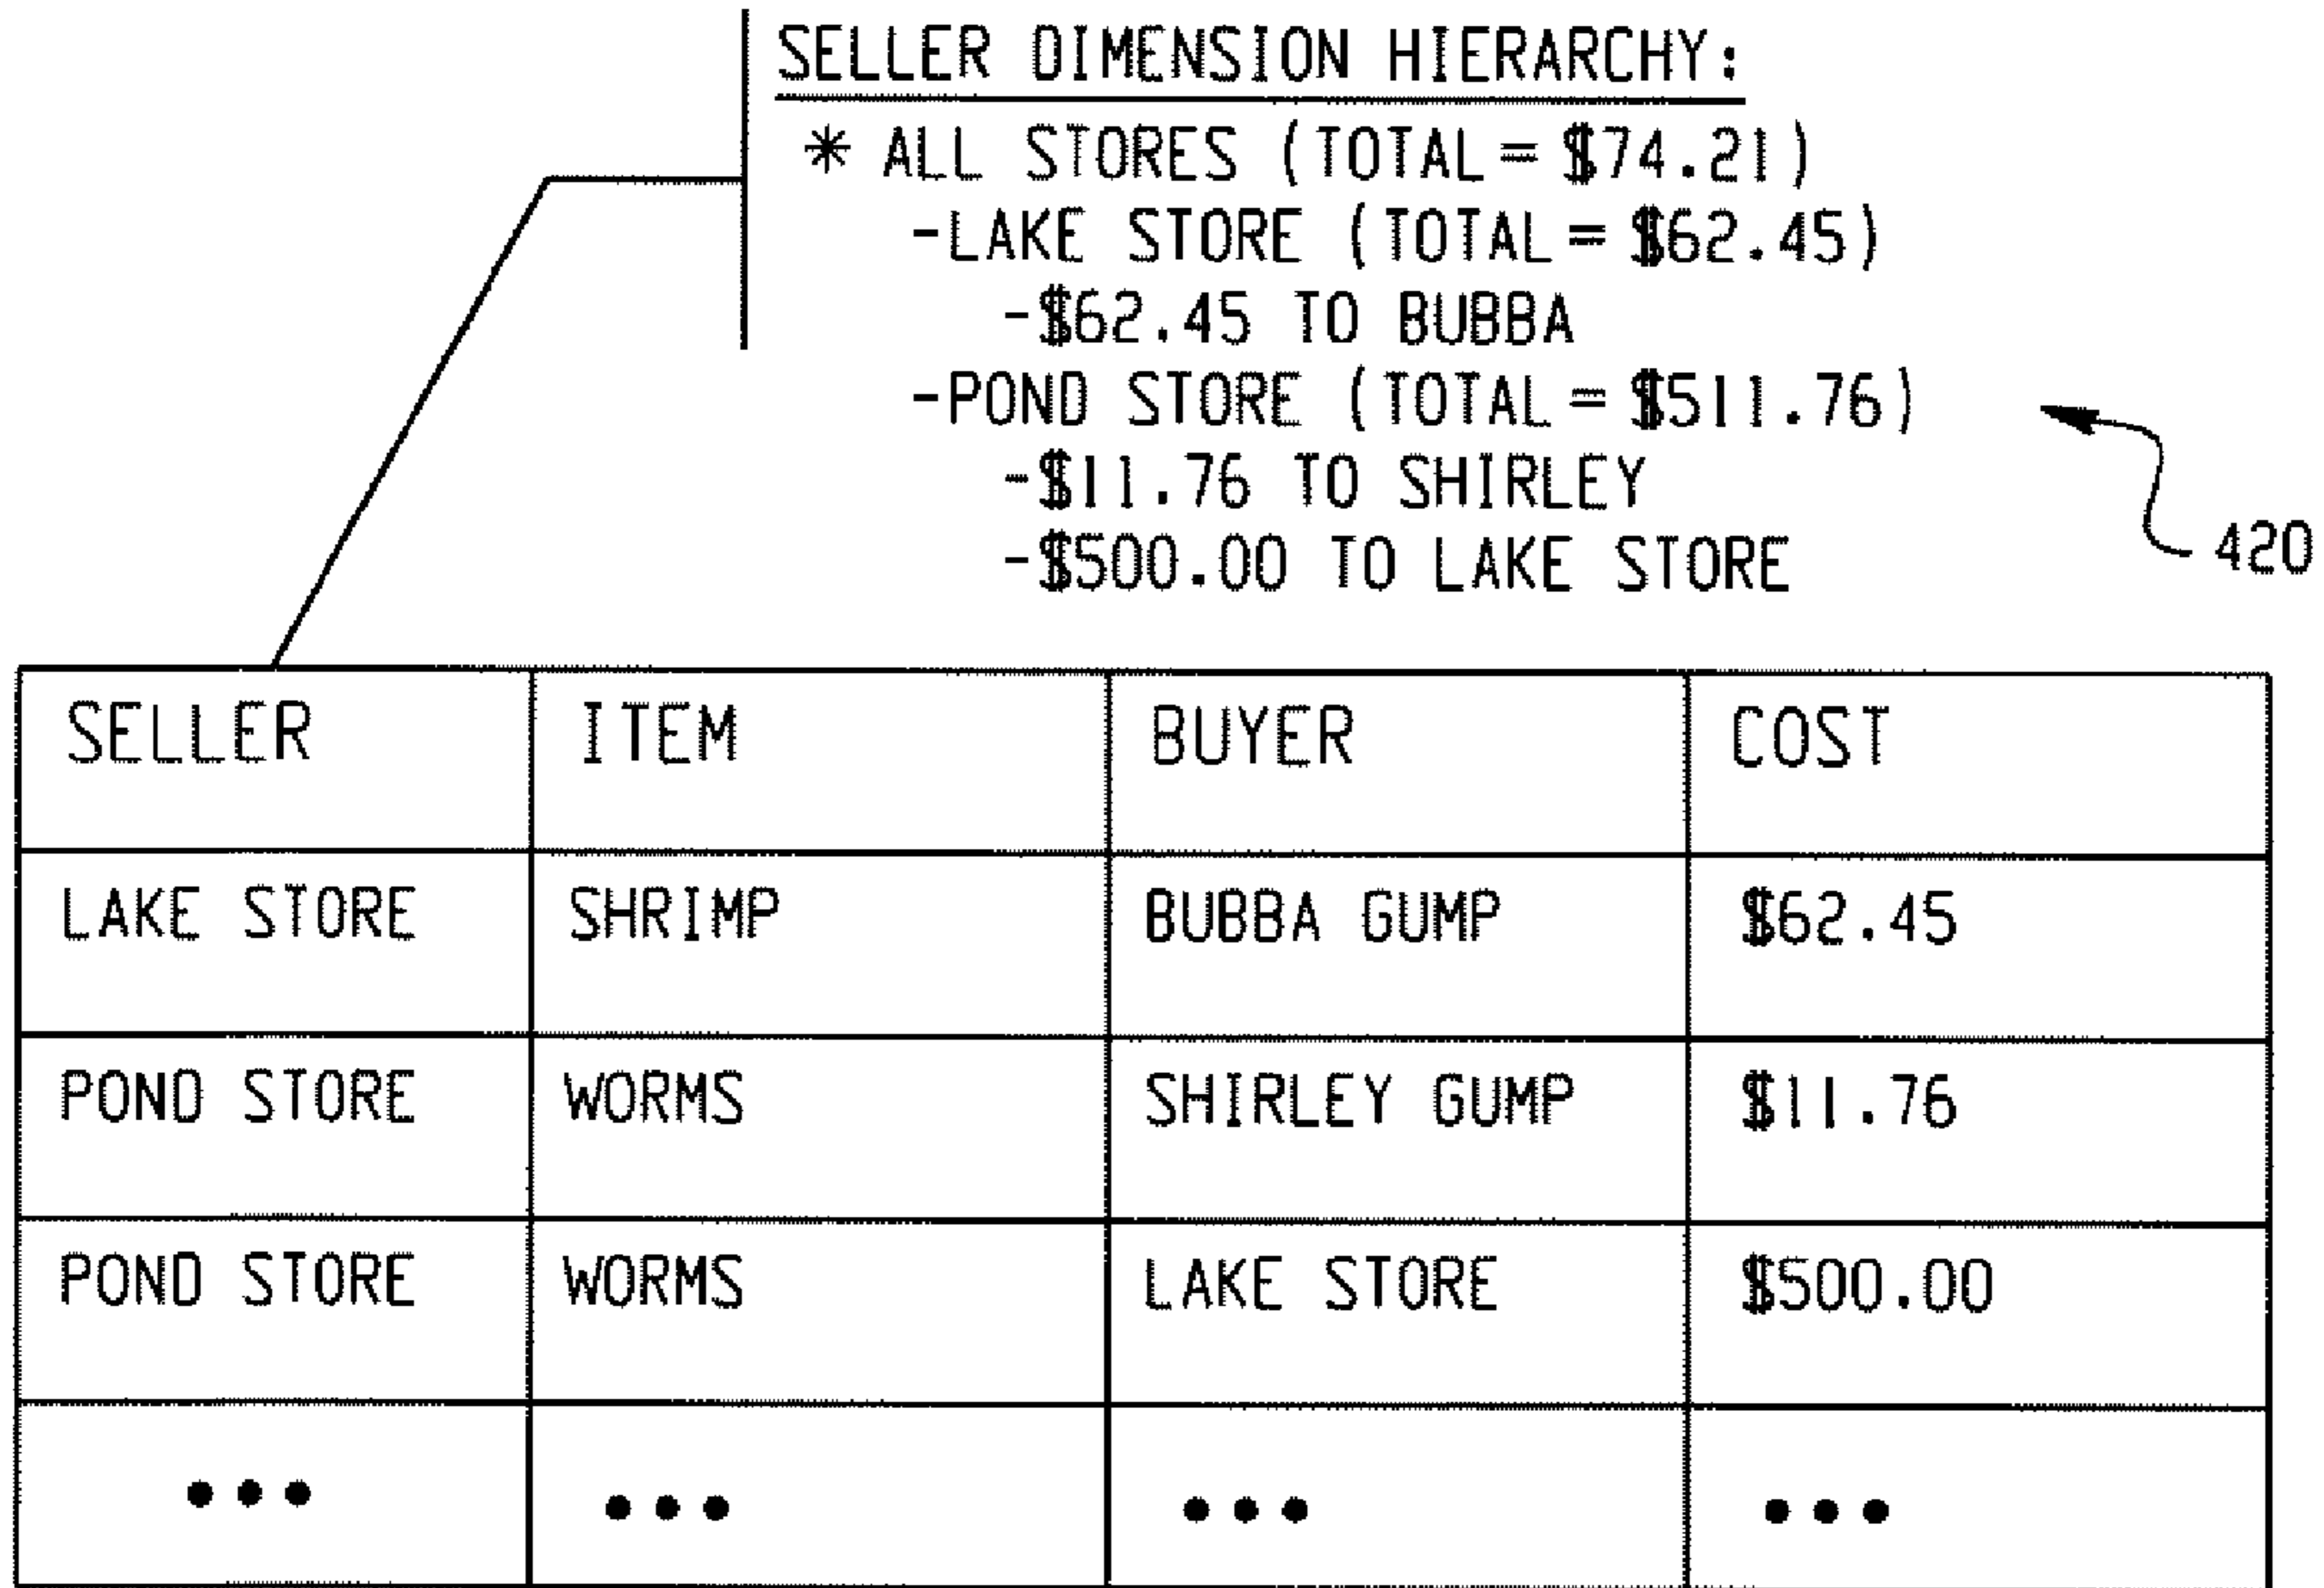 SELLER DIMENSION HIERARCHY:
* ALL STORES (TOTAL = $74.21)
-LAKE STORE (TOTAL = $62.45)
-$62.45 TO BUBBA
-POND STORE (TOTAL = $511.76)
-$11.76 TO SHIRLEY
-$500.00 TO LAKE STORE
420
SELLER ITEM BUYER COST
LAKE STORE SHRIMP BUBBA GUMP $62.45
POND STORE WORMS SHIRLEY GUMP $11.76
POND STORE WORMS LAKE STORE $500.00
••• ••• ••• •••